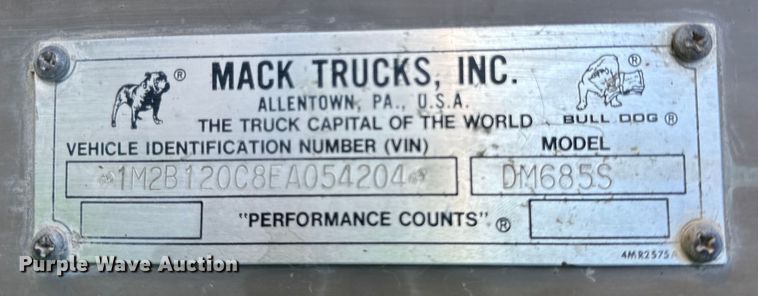 MACK TRUCKS, INC.
ALLENTOWN, PA., U.S.A.
THE TRUCK CAPITAL OF THE WORLD
BULL DOG ®
VEHICLE IDENTIFICATION NUMBER (VIN)
MODEL
*1M2B120C8EA054204*
DM685S
"PERFORMANCE COUNTS" ®
4MR2575A
Purple Wave Auction